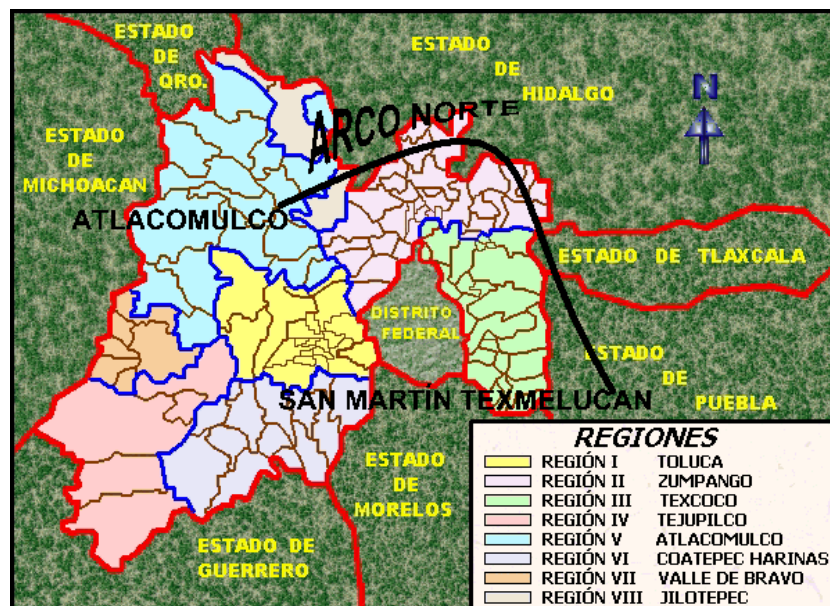 ESTADO
DE
QRO.
ESTADO
DE
HIDALGO
N
ARCO NORTE
ESTADO
DE
MICHOACAN
ATLACOMULCO
ESTADO DE TLAXCALA
DISTRITO
FEDERAL
ESTADO
DE
PUEBLA
SAN MARTÍN TEXMELUCAN
ESTADO
DE
MORELOS
ESTADO DE
GUERRERO
REGIONES
REGIÓN I TOLUCA
REGIÓN II ZUMPANGO
REGIÓN III TEXCOCO
REGIÓN IV TEJUPILCO
REGIÓN V ATLACOMULCO
REGIÓN VI COATEPEC HARINAS
REGIÓN VII VALLE DE BRAVO
REGIÓN VIII JILOTEPEC